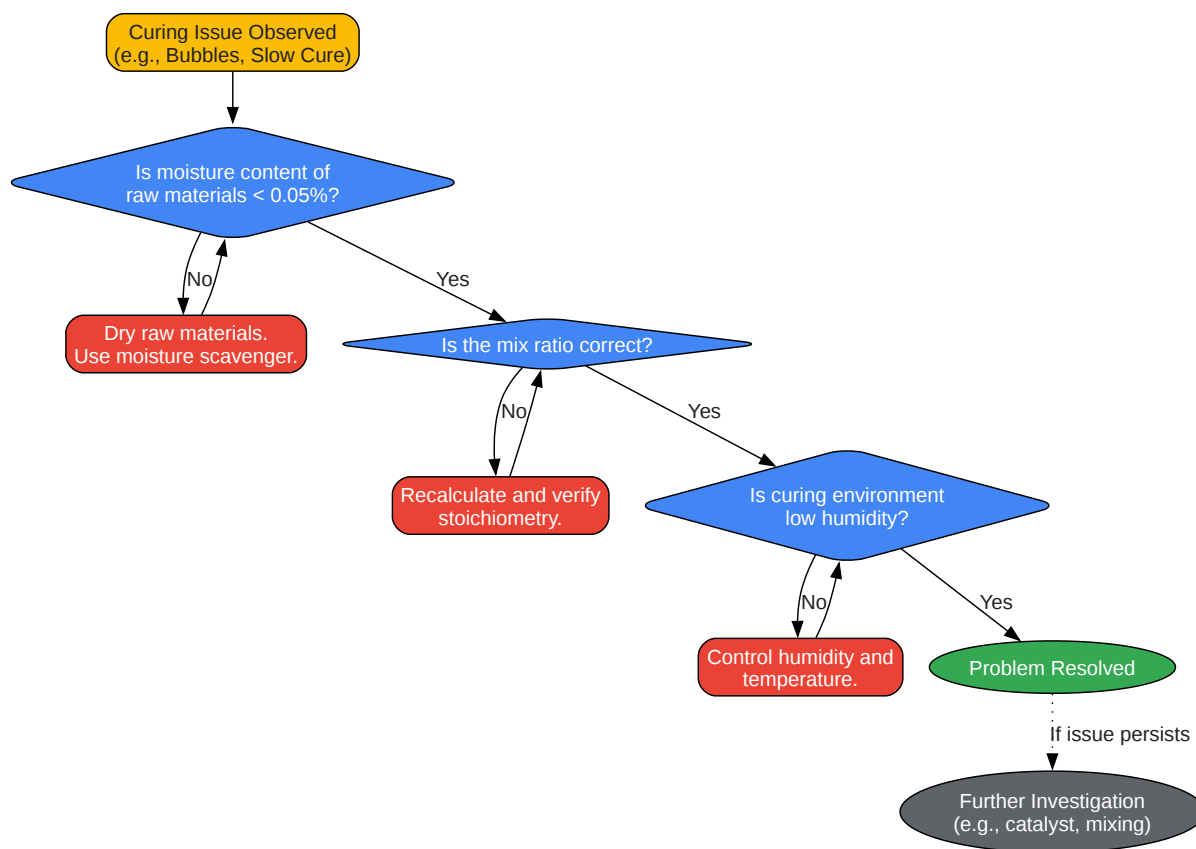 Curing Issue Observed
(e.g., Bubbles, Slow Cure)
Is moisture content of
raw materials < 0.05%?
No
Yes
Dry raw materials.
Use moisture scavenger.
Is the mix ratio correct?
No
Yes
Recalculate and verify
stoichiometry.
Is curing environment
low humidity?
No
Yes
Control humidity and
temperature.
Problem Resolved
If issue persists
Further Investigation
(e.g., catalyst, mixing)